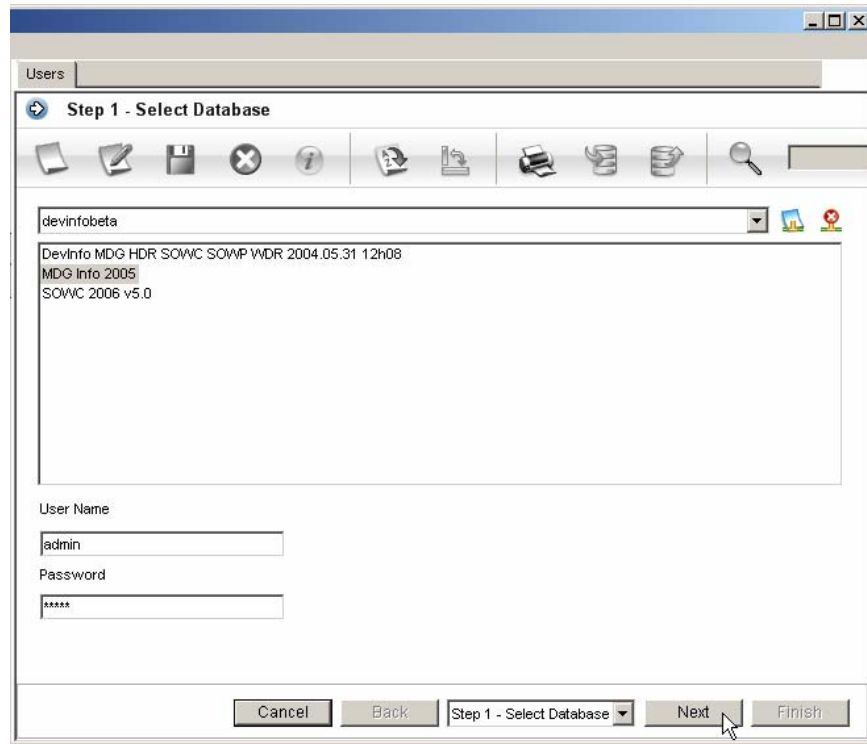 Users
Step 1 - Select Database
devinfobeta
DevInfo MDG HDR SOWC SOWP WDR 2004.05.31 12h08
MDG Info 2005
SOWC 2006 v5.0
User Name
admin
Password
*****
Cancel Back Step 1 - Select Database Next Finish